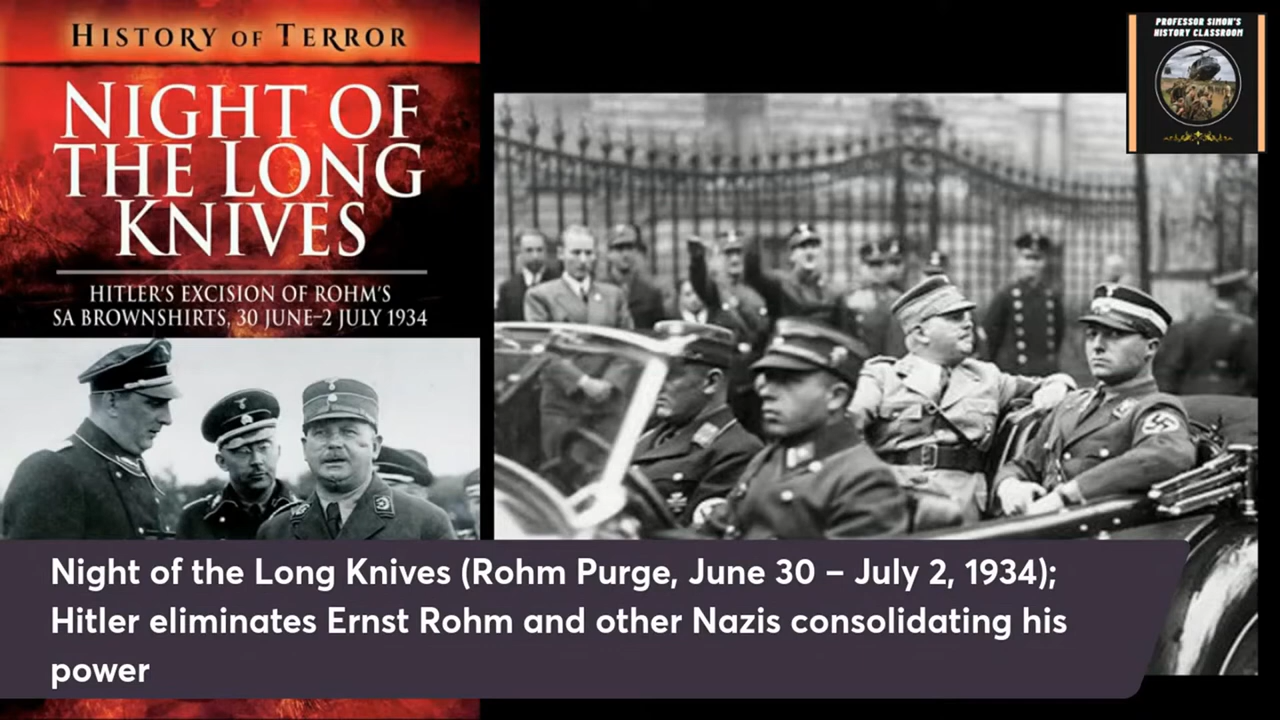 HISTORY OF TERROR
NIGHT OF
THE LONG
KNIVES
HITLER'S EXCISION OF ROHM'S
SA BROWNSHIRTS, 30 JUNE–2 JULY 1934
PROFESSOR SIMON'S
HISTORY CLASSROOM
Night of the Long Knives (Rohm Purge, June 30 – July 2, 1934);
Hitler eliminates Ernst Rohm and other Nazis consolidating his
power